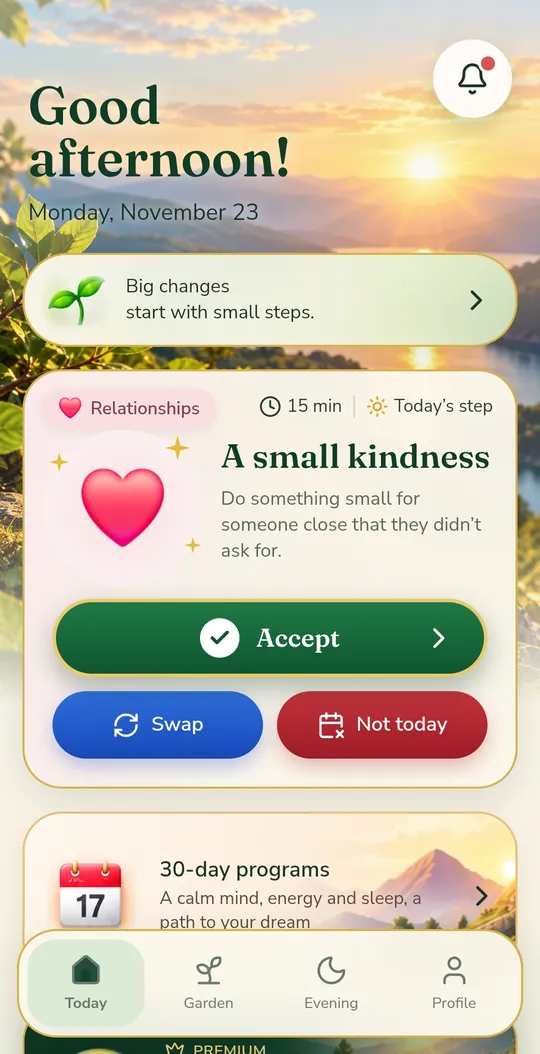 Good
afternoon!
Monday, November 23
Big changes
start with small steps.
Relationships
15 min
Today's step
A small kindness
Do something small for
someone close that they didn't
ask for.
Accept
Swap
Not today
30-day programs
A calm mind, energy and sleep, a
path to your dream
17
Today
Garden
Evening
Profile
PREMIUM